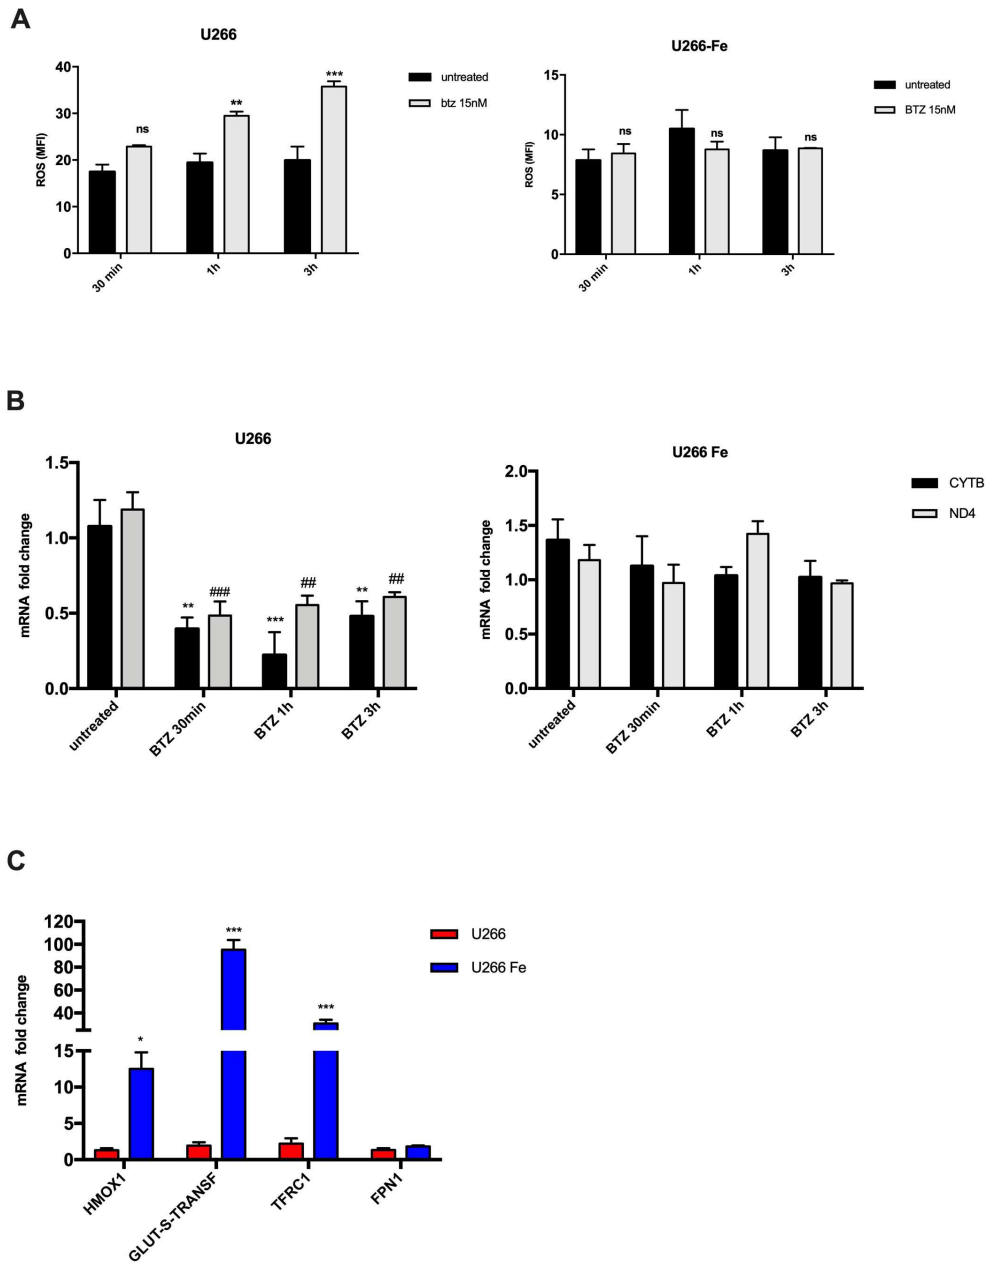 A
U266
ROS (MFI)
40
30
20
10
0
ns
**
***
30 min
1h
3h
untreated
btz 15nM
U266-Fe
ROS (MFI)
15
10
5
0
ns
ns
ns
30 min
1h
3h
untreated
BTZ 15nM
B
U266
mRNA fold change
1.5
1.0
0.5
0.0
**
###
***
##
**
##
untreated
BTZ 30min
BTZ 1h
BTZ 3h
U266 Fe
mRNA fold change
2.0
1.5
1.0
0.5
0.0
untreated
BTZ 30min
BTZ 1h
BTZ 3h
CYTB
ND4
C
mRNA fold change
120
100
80
60
40
15
10
5
0
*
***
***
HMOX1
GLUT-S-TRANSF
TFRC1
FPN1
U266
U266 Fe